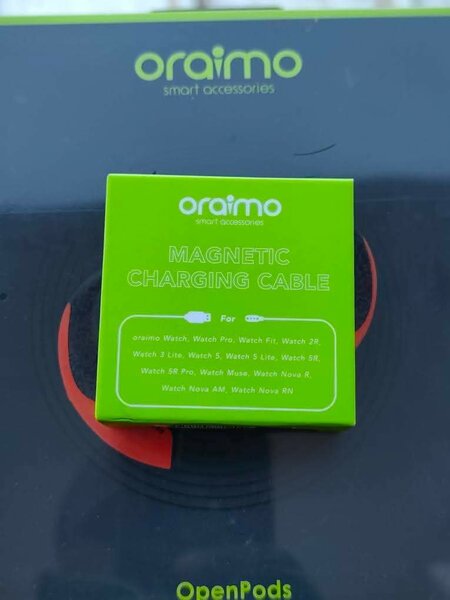 oraimo
smart accessories
oraimo
smart accessories
MAGNETIC
CHARGING CABLE
For
oraimo Watch, Watch Pro, Watch Fit, Watch 2R,
Watch 3 Lite, Watch 5, Watch 5 Lite, Watch 5R,
Watch 5R Pro, Watch Muse, Watch Nova R,
Watch Nova AM, Watch Nova RN
OpenPods